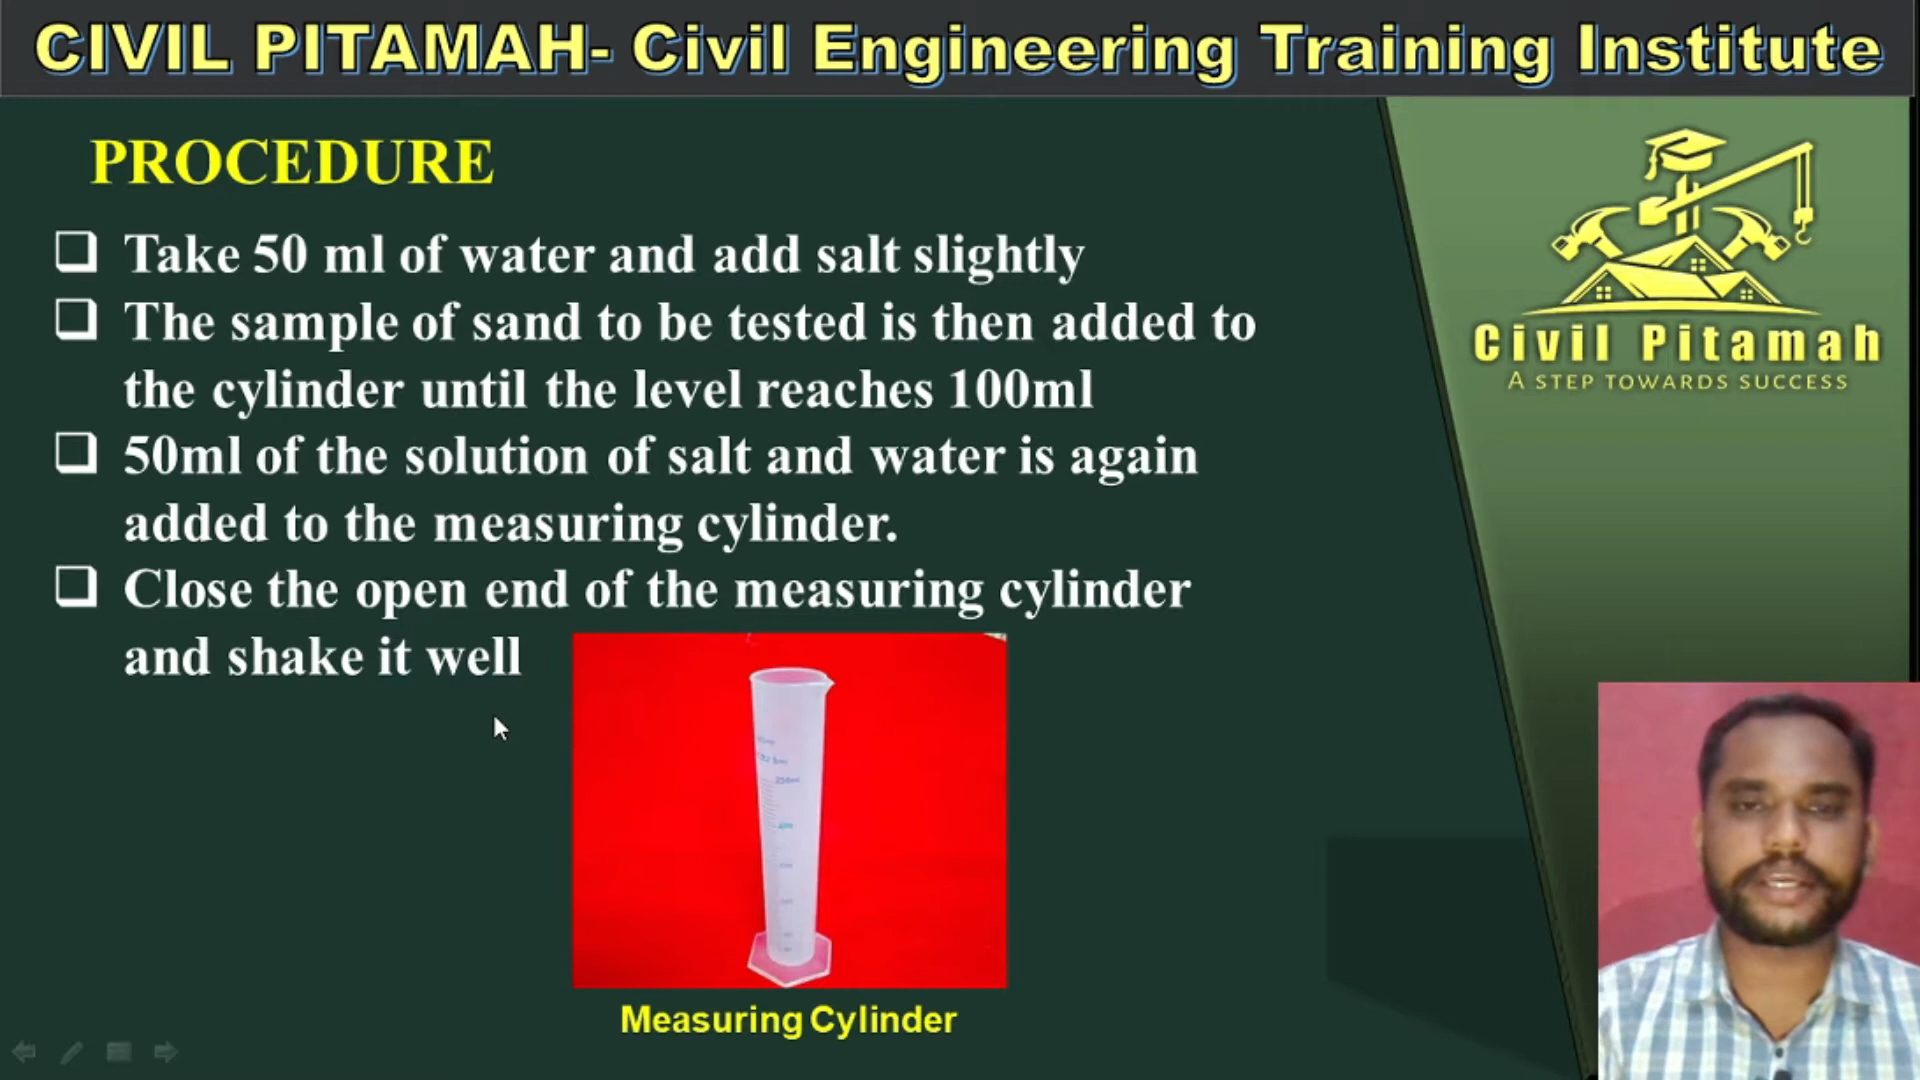 CIVIL PITAMAH- Civil Engineering Training Institute
PROCEDURE
Take 50 ml of water and add salt slightly
The sample of sand to be tested is then added to
the cylinder until the level reaches 100ml
50ml of the solution of salt and water is again
added to the measuring cylinder.
Close the open end of the measuring cylinder
and shake it well
Civil Pitamah
A STEP TOWARDS SUCCESS
250ml
Measuring Cylinder